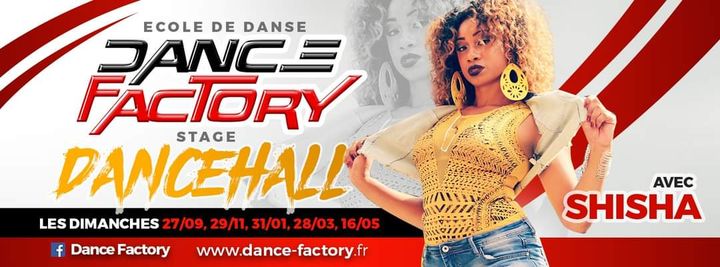 ECOLE DE DANSE
DANCE
FACTORY
STAGE
DANCEHALL
AVEC
SHISHA
LES DIMANCHES 27/09, 29/11, 31/01, 28/03, 16/05
Dance Factory www.dance-factory.fr